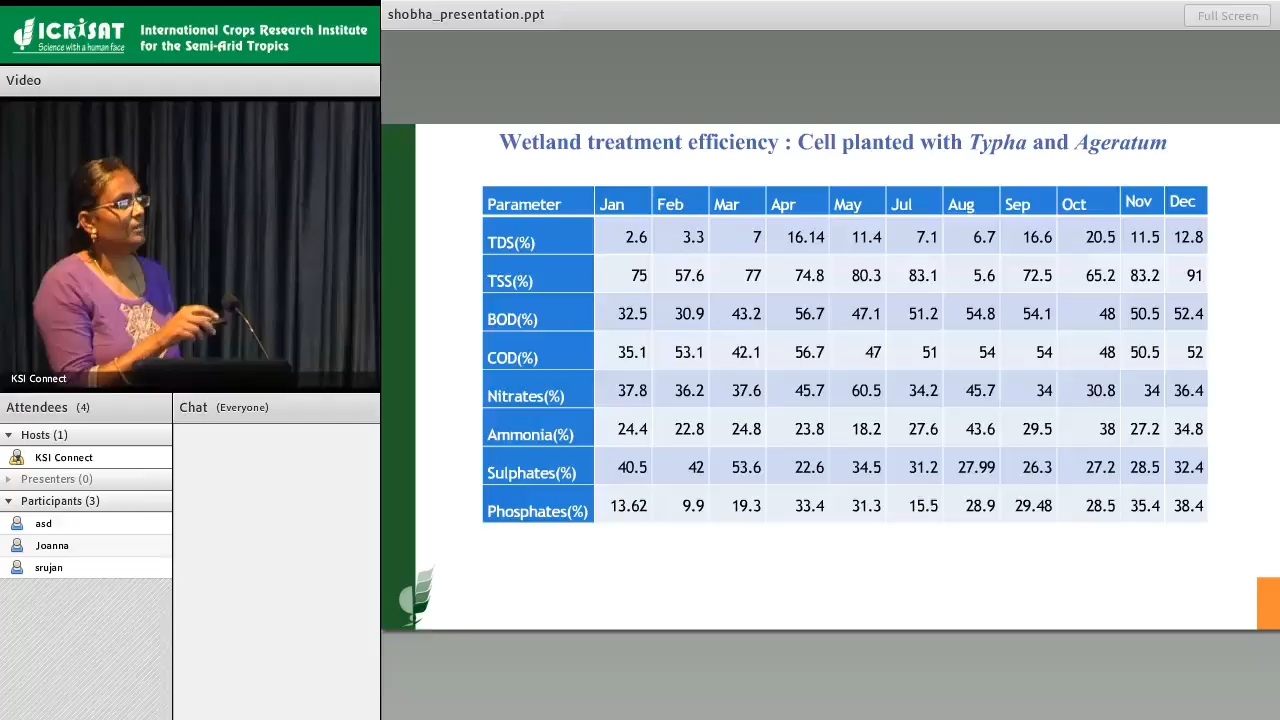 ICRISAT
Science with a human face
International Crops Research Institute
for the Semi-Arid Tropics
Video
KSI Connect
Attendees (4)
Hosts (1)
KSI Connect
Presenters (0)
Participants (3)
asd
Joanna
srujan
Chat (Everyone)
shobha_presentation.ppt
Full Screen
Wetland treatment efficiency : Cell planted with Typha and Ageratum
Parameter Jan Feb Mar Apr May Jul Aug Sep Oct Nov Dec
TDS(%) 2.6 3.3 7 16.14 11.4 7.1 6.7 16.6 20.5 11.5 12.8
TSS(%) 75 57.6 77 74.8 80.3 83.1 5.6 72.5 65.2 83.2 91
BOD(%) 32.5 30.9 43.2 56.7 47.1 51.2 54.8 54.1 48 50.5 52.4
COD(%) 35.1 53.1 42.1 56.7 47 51 54 54 48 50.5 52
Nitrates(%) 37.8 36.2 37.6 45.7 60.5 34.2 45.7 34 30.8 34 36.4
Ammonia(%) 24.4 22.8 24.8 23.8 18.2 27.6 43.6 29.5 38 27.2 34.8
Sulphates(%) 40.5 42 53.6 22.6 34.5 31.2 27.99 26.3 27.2 28.5 32.4
Phosphates(%) 13.62 9.9 19.3 33.4 31.3 15.5 28.9 29.48 28.5 35.4 38.4